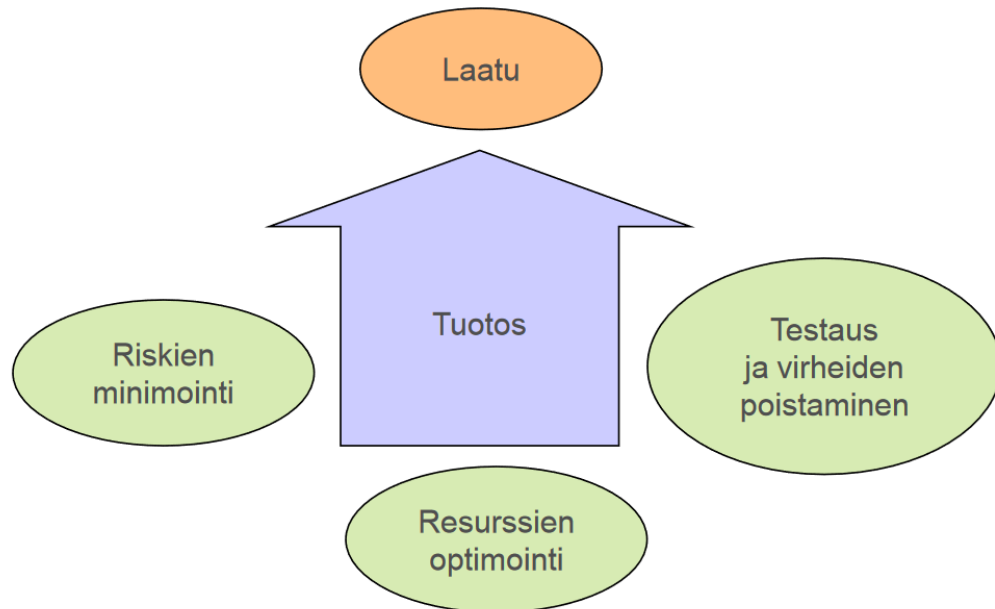 Laatu
Tuotos
Riskien
minimointi
Testaus
ja virheiden
poistaminen
Resurssien
optimointi